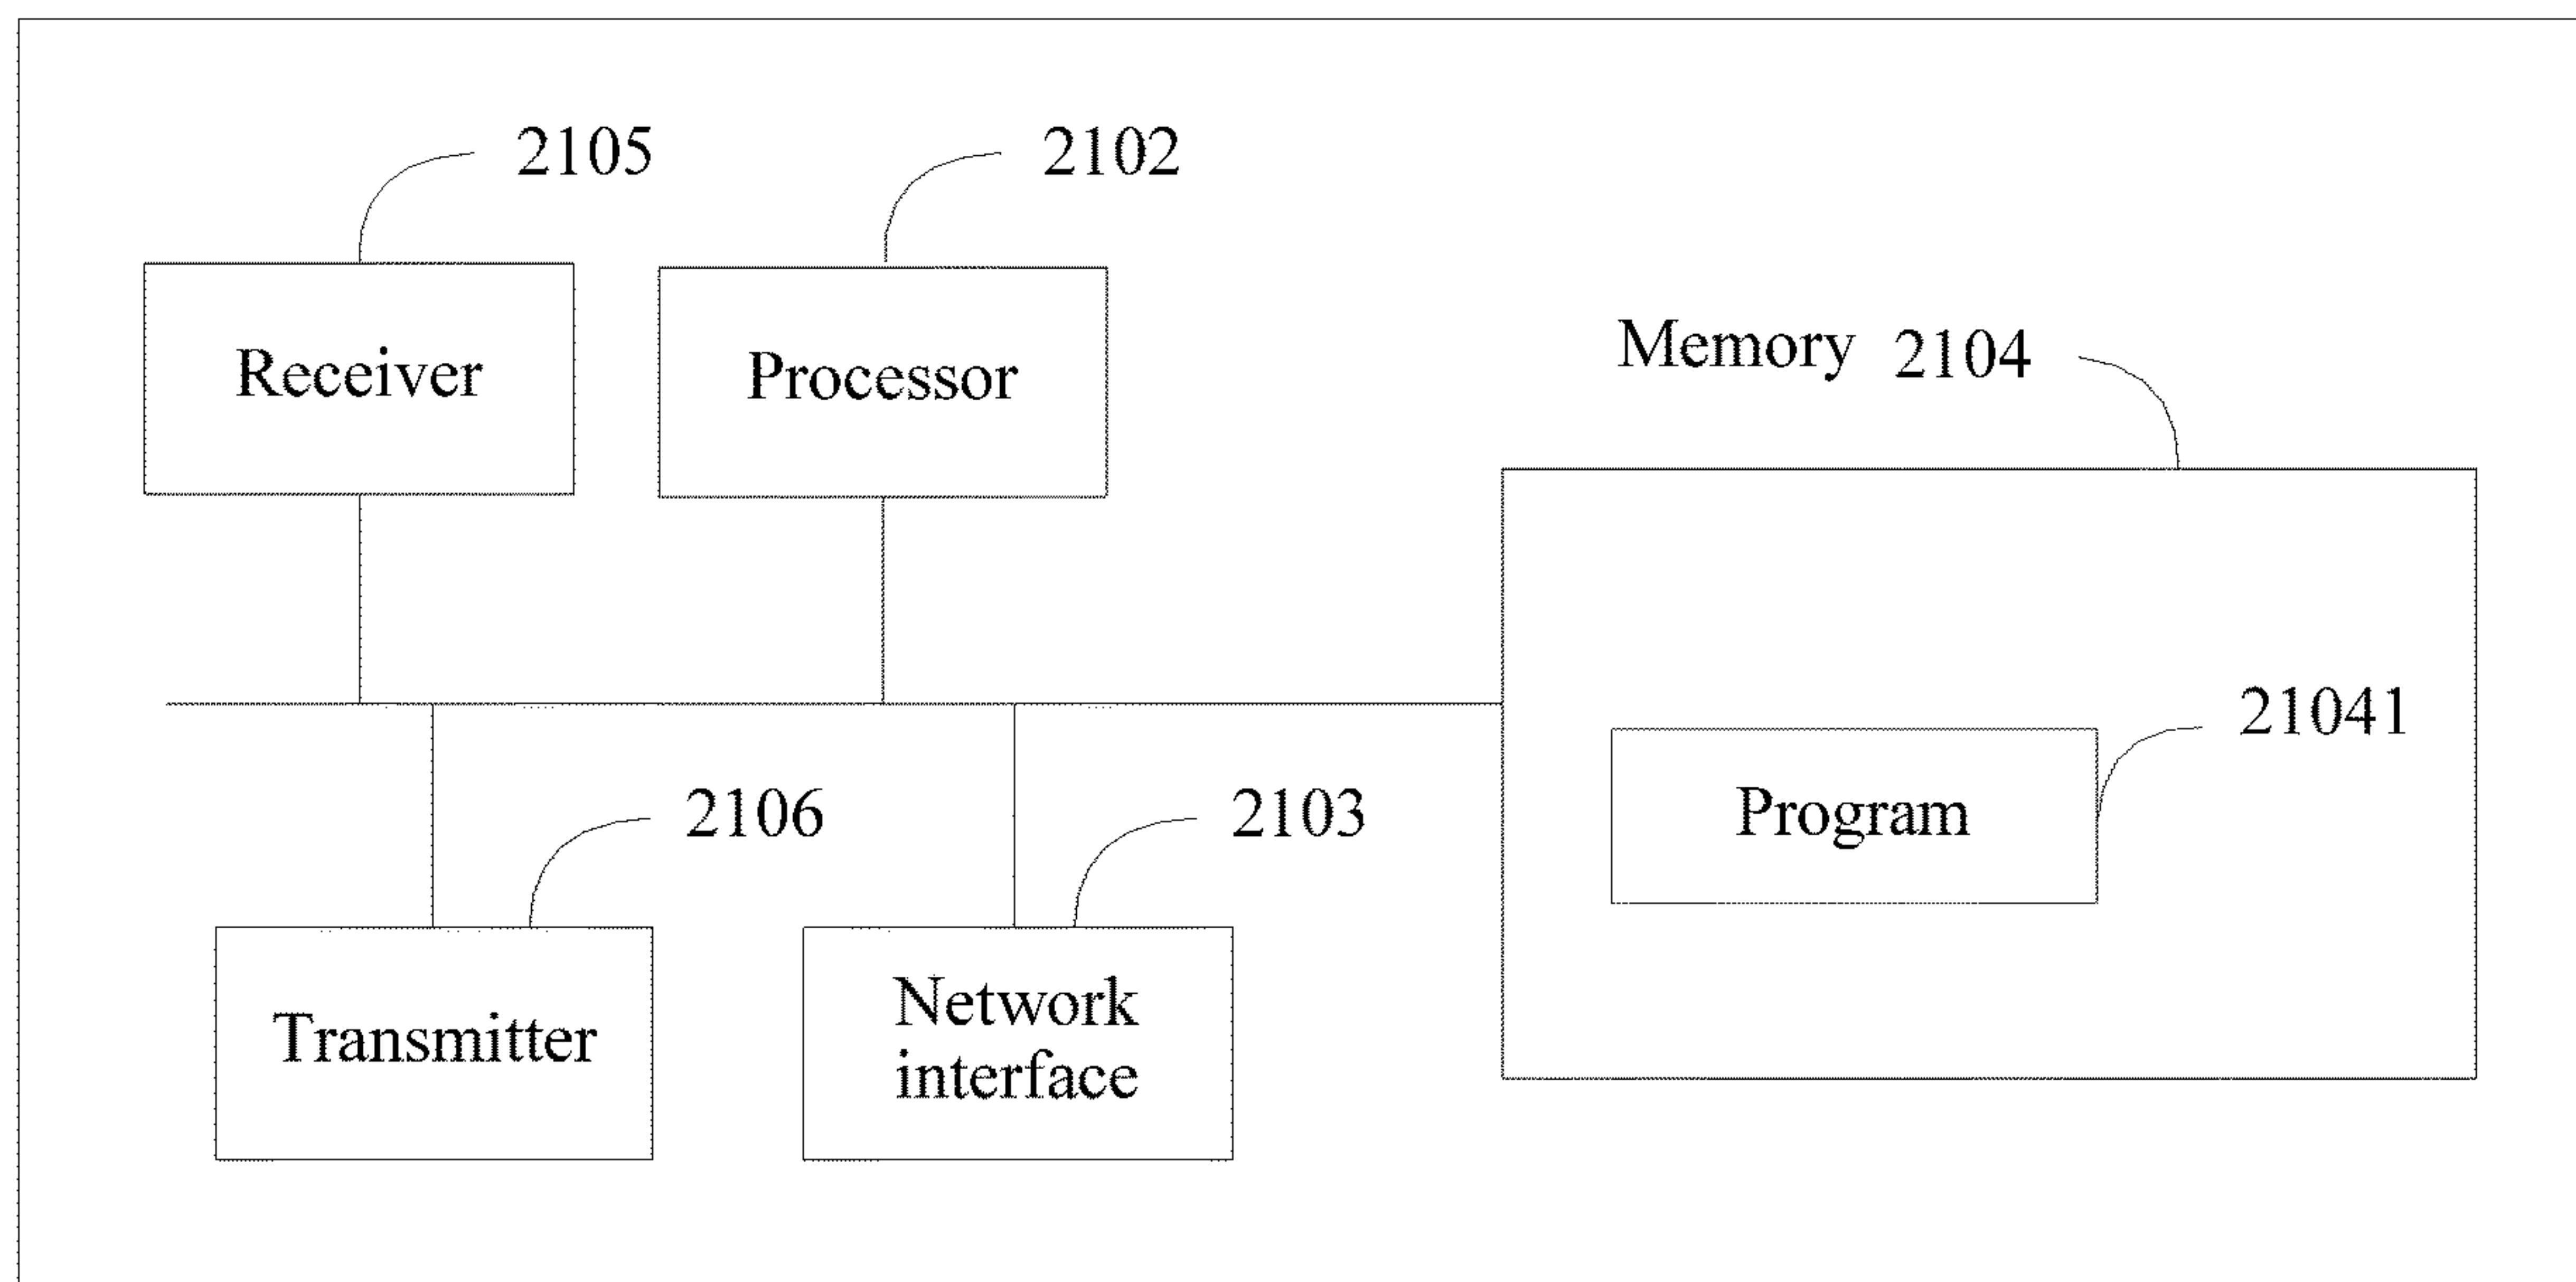 2105
2102
Receiver
Processor
Memory 2104
21041
Program
2106
2103
Transmitter
Network
interface